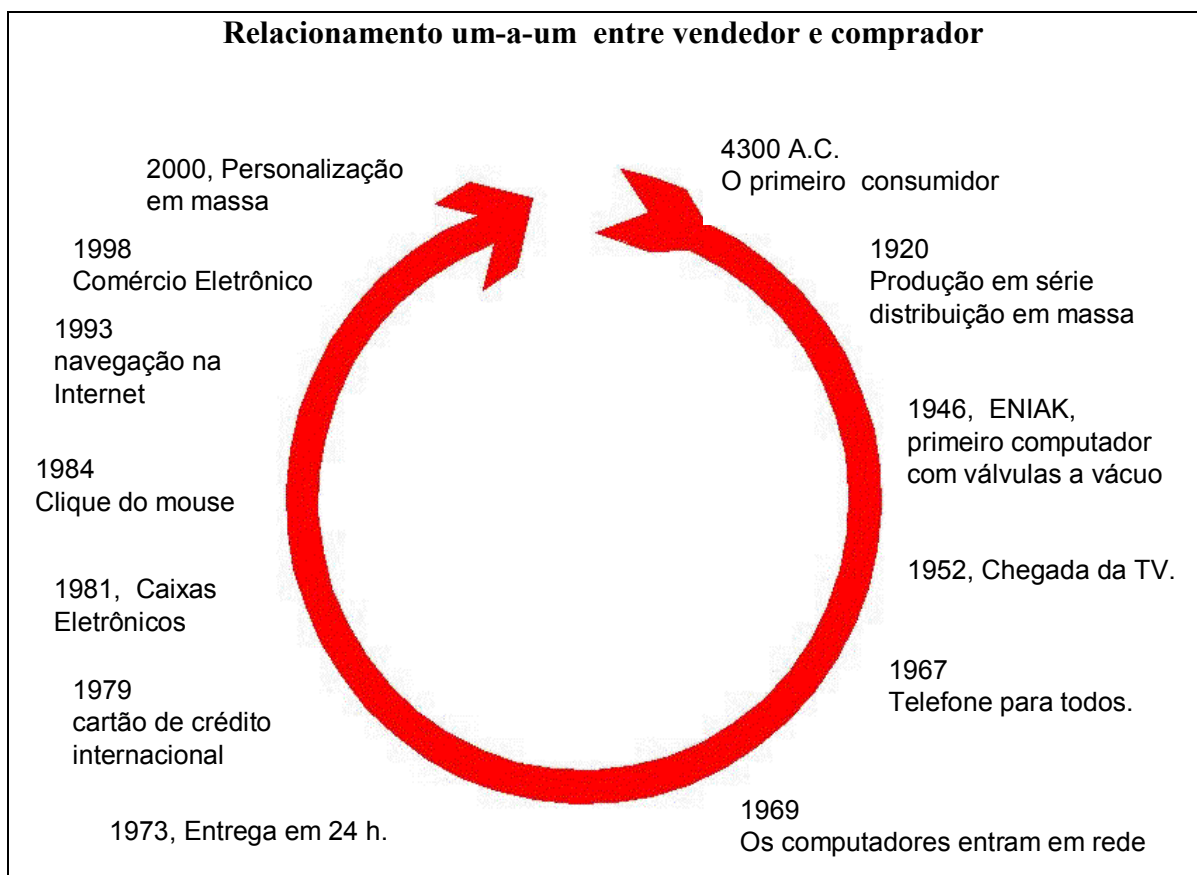 Relacionamento um-a-um entre vendedor e comprador
4300 A.C.
O primeiro consumidor
1920
Produção em série
distribuição em massa
1946, ENIAK,
primeiro computador
com válvulas a vácuo
1952, Chegada da TV.
1967
Telefone para todos.
1969
Os computadores entram em rede
1973, Entrega em 24 h.
1979
cartão de crédito
internacional
1981, Caixas
Eletrônicos
1984
Clique do mouse
1993
navegação na
Internet
1998
Comércio Eletrônico
2000, Personalização
em massa